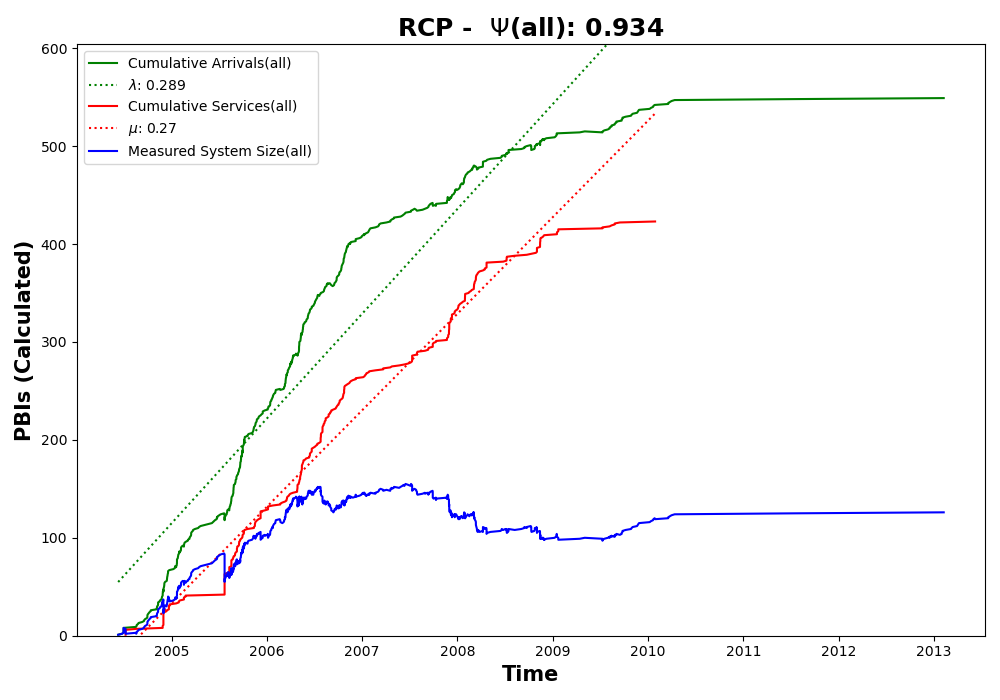 RCP -  Ψ(all): 0.934
Cumulative Arrivals(all)
λ: 0.289
Cumulative Services(all)
μ: 0.27
Measured System Size(all)
PBIs (Calculated)
600
500
400
300
200
100
0
2005 2006 2007 2008 2009 2010 2011 2012 2013
Time